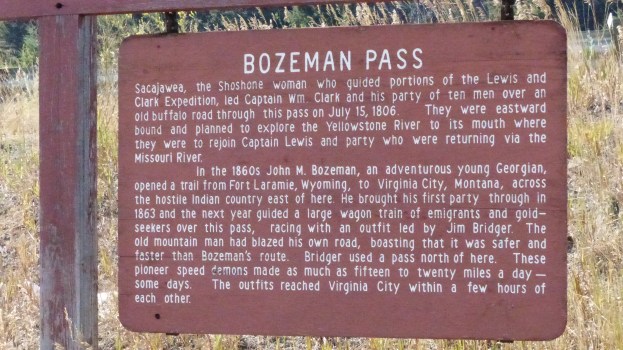 BOZEMAN PASS
Sacajawea, the Shoshone woman who guided portions of the Lewis and
Clark Expedition, led Captain Wm. Clark and his party of ten men over an
old buffalo road through this pass on July 15, 1806. They were eastward
bound and planned to explore the Yellowstone River to its mouth where
they were to rejoin Captain Lewis and party who were returning via the
Missouri River.
In the 1860s John M. Bozeman, an adventurous young Georgian,
opened a trail from Fort Laramie, Wyoming, to Virginia City, Montana, across
the hostile Indian country east of here. He brought his first party through in
1863 and the next year guided a large wagon train of emigrants and gold-
seekers over this pass, racing with an outfit led by Jim Bridger. The
old mountain man had blazed his own road, boasting that it was safer and
faster than Bozeman's route. Bridger used a pass north of here. These
pioneer speed demons made as much as fifteen to twenty miles a day—
some days. The outfits reached Virginia City within a few hours of
each other.